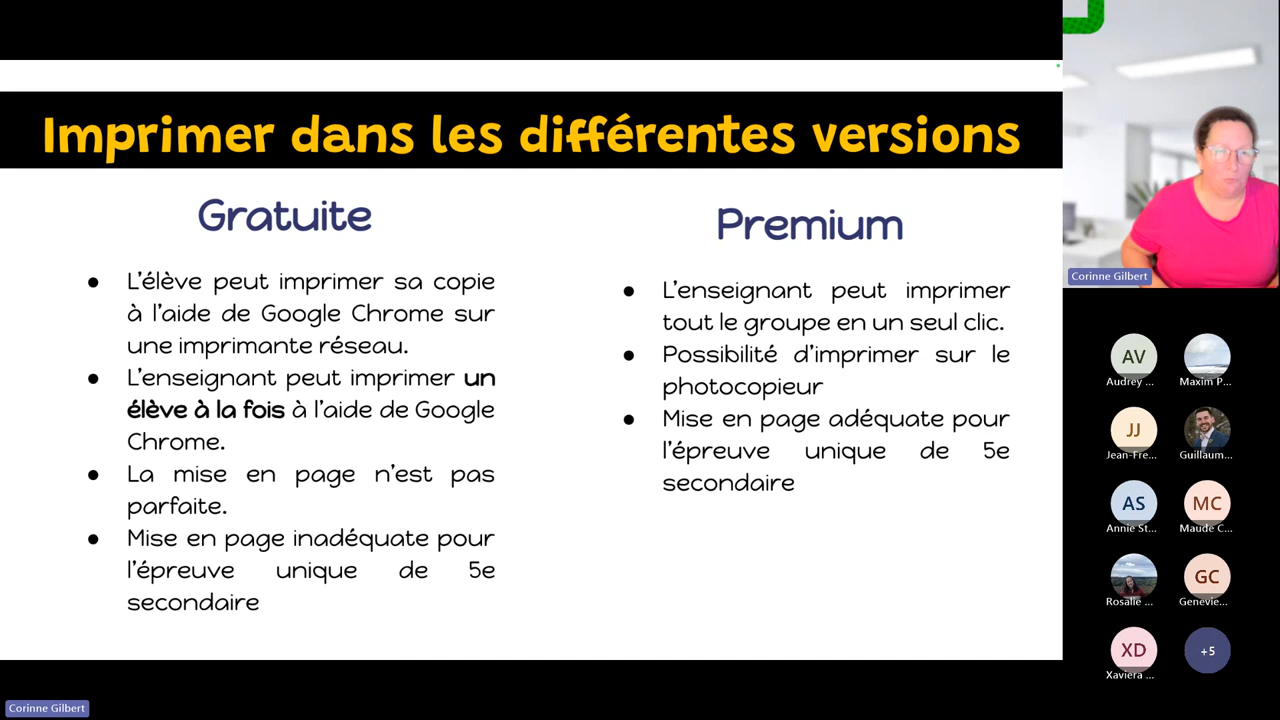 Imprimer dans les différentes versions
Gratuite
● L'élève peut imprimer sa copie
à l'aide de Google Chrome sur
une imprimante réseau.
● L'enseignant peut imprimer un
élève à la fois à l'aide de Google
Chrome.
● La mise en page n'est pas
parfaite.
● Mise en page inadéquate pour
l'épreuve unique de 5e
secondaire
Premium
● L'enseignant peut imprimer
tout le groupe en un seul clic.
● Possibilité d'imprimer sur le
photocopieur
● Mise en page adéquate pour
l'épreuve unique de 5e
secondaire
Corinne Gilbert
AV
Audrey ...
Maxim P...
JJ
Jean-Fre...
Guillaum...
AS
Annie St...
MC
Maude C...
Rosalie ...
GC
Genevie...
XD
Xaviera ...
+5
Corinne Gilbert